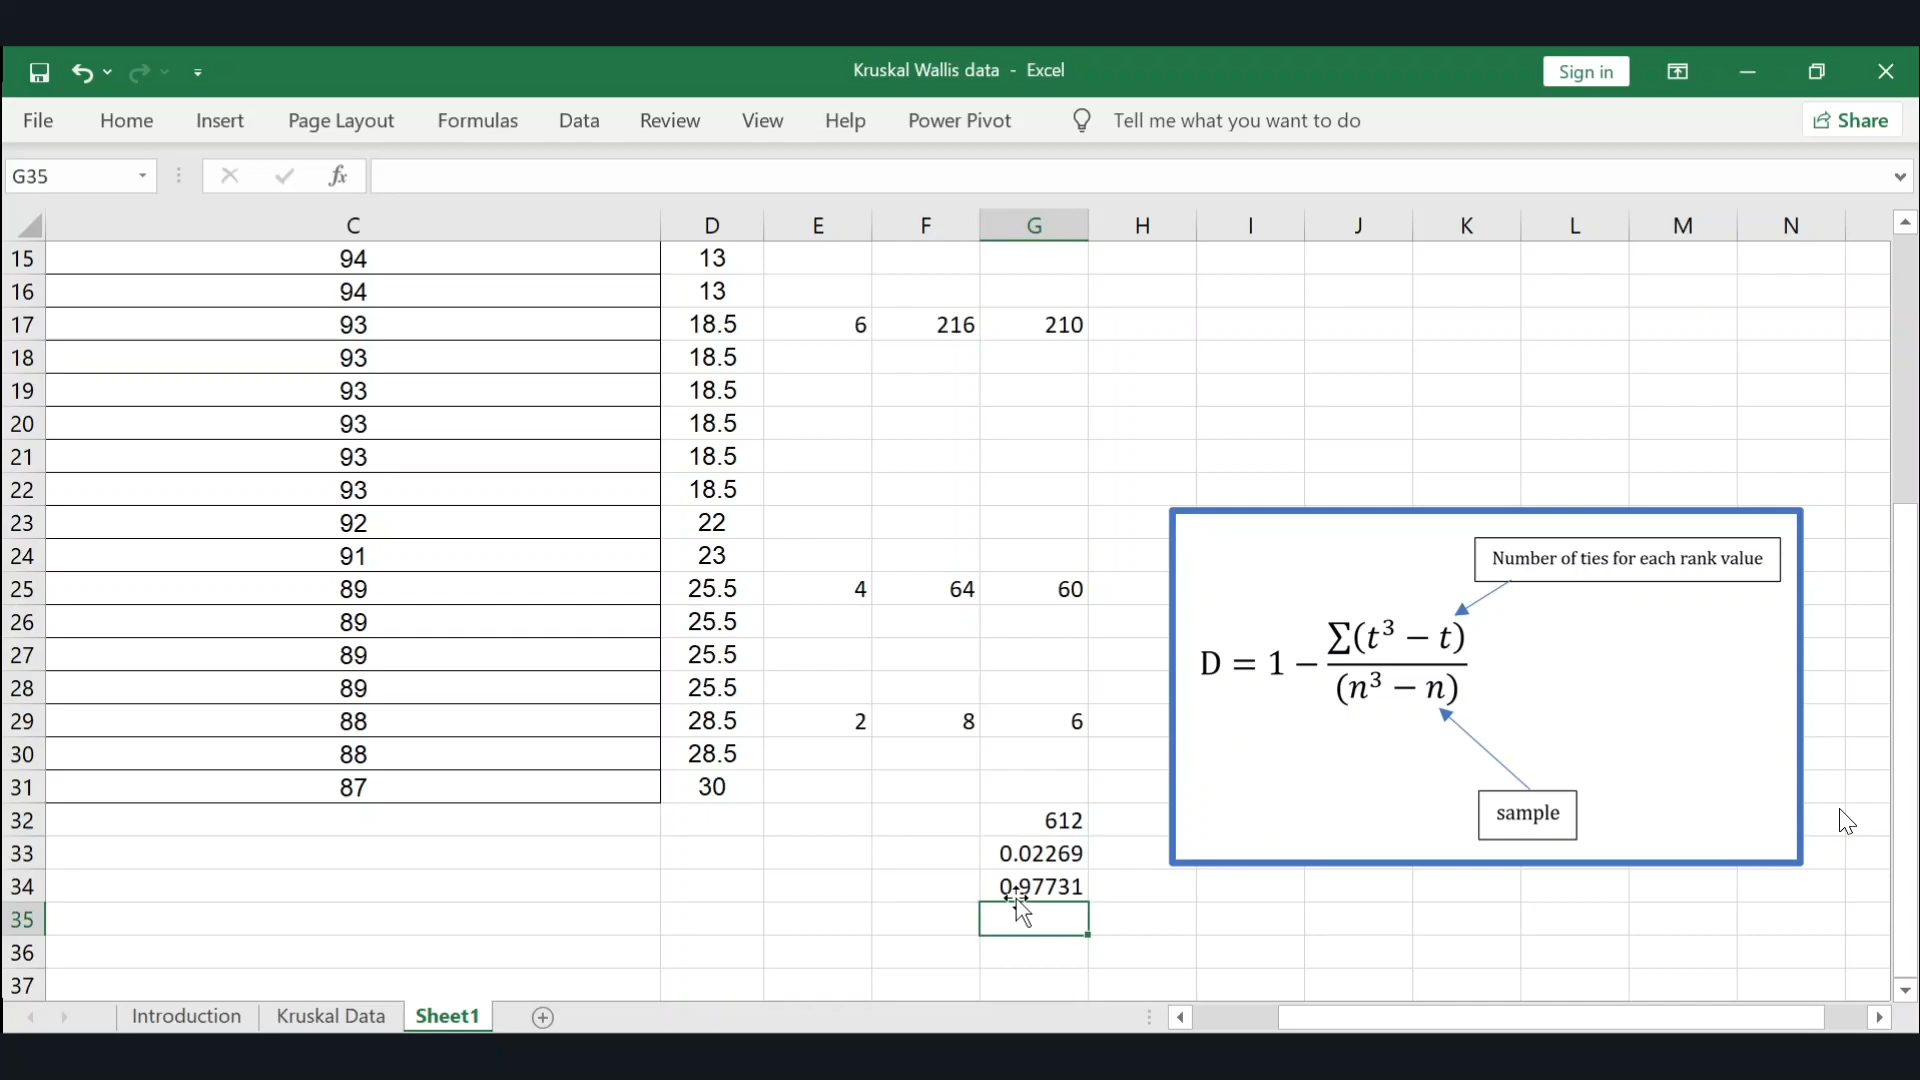 Kruskal Wallis data - Excel
Sign in
File Home Insert Page Layout Formulas Data Review View Help Power Pivot Tell me what you want to do Share
G35 fx
C D E F G H I J K L M N
15 94 13
16 94 13
17 93 18.5 6 216 210
18 93 18.5
19 93 18.5
20 93 18.5
21 93 18.5
22 93 18.5
23 92 22
24 91 23
25 89 25.5 4 64 60
26 89 25.5
27 89 25.5
28 89 25.5
29 88 28.5 2 8 6
30 88 28.5
31 87 30
32 612
33 0.02269
34 0.97731
35
36
37
Number of ties for each rank value
D = 1 − ∑(t³ − t) / (n³ − n)
sample
Introduction Kruskal Data Sheet1